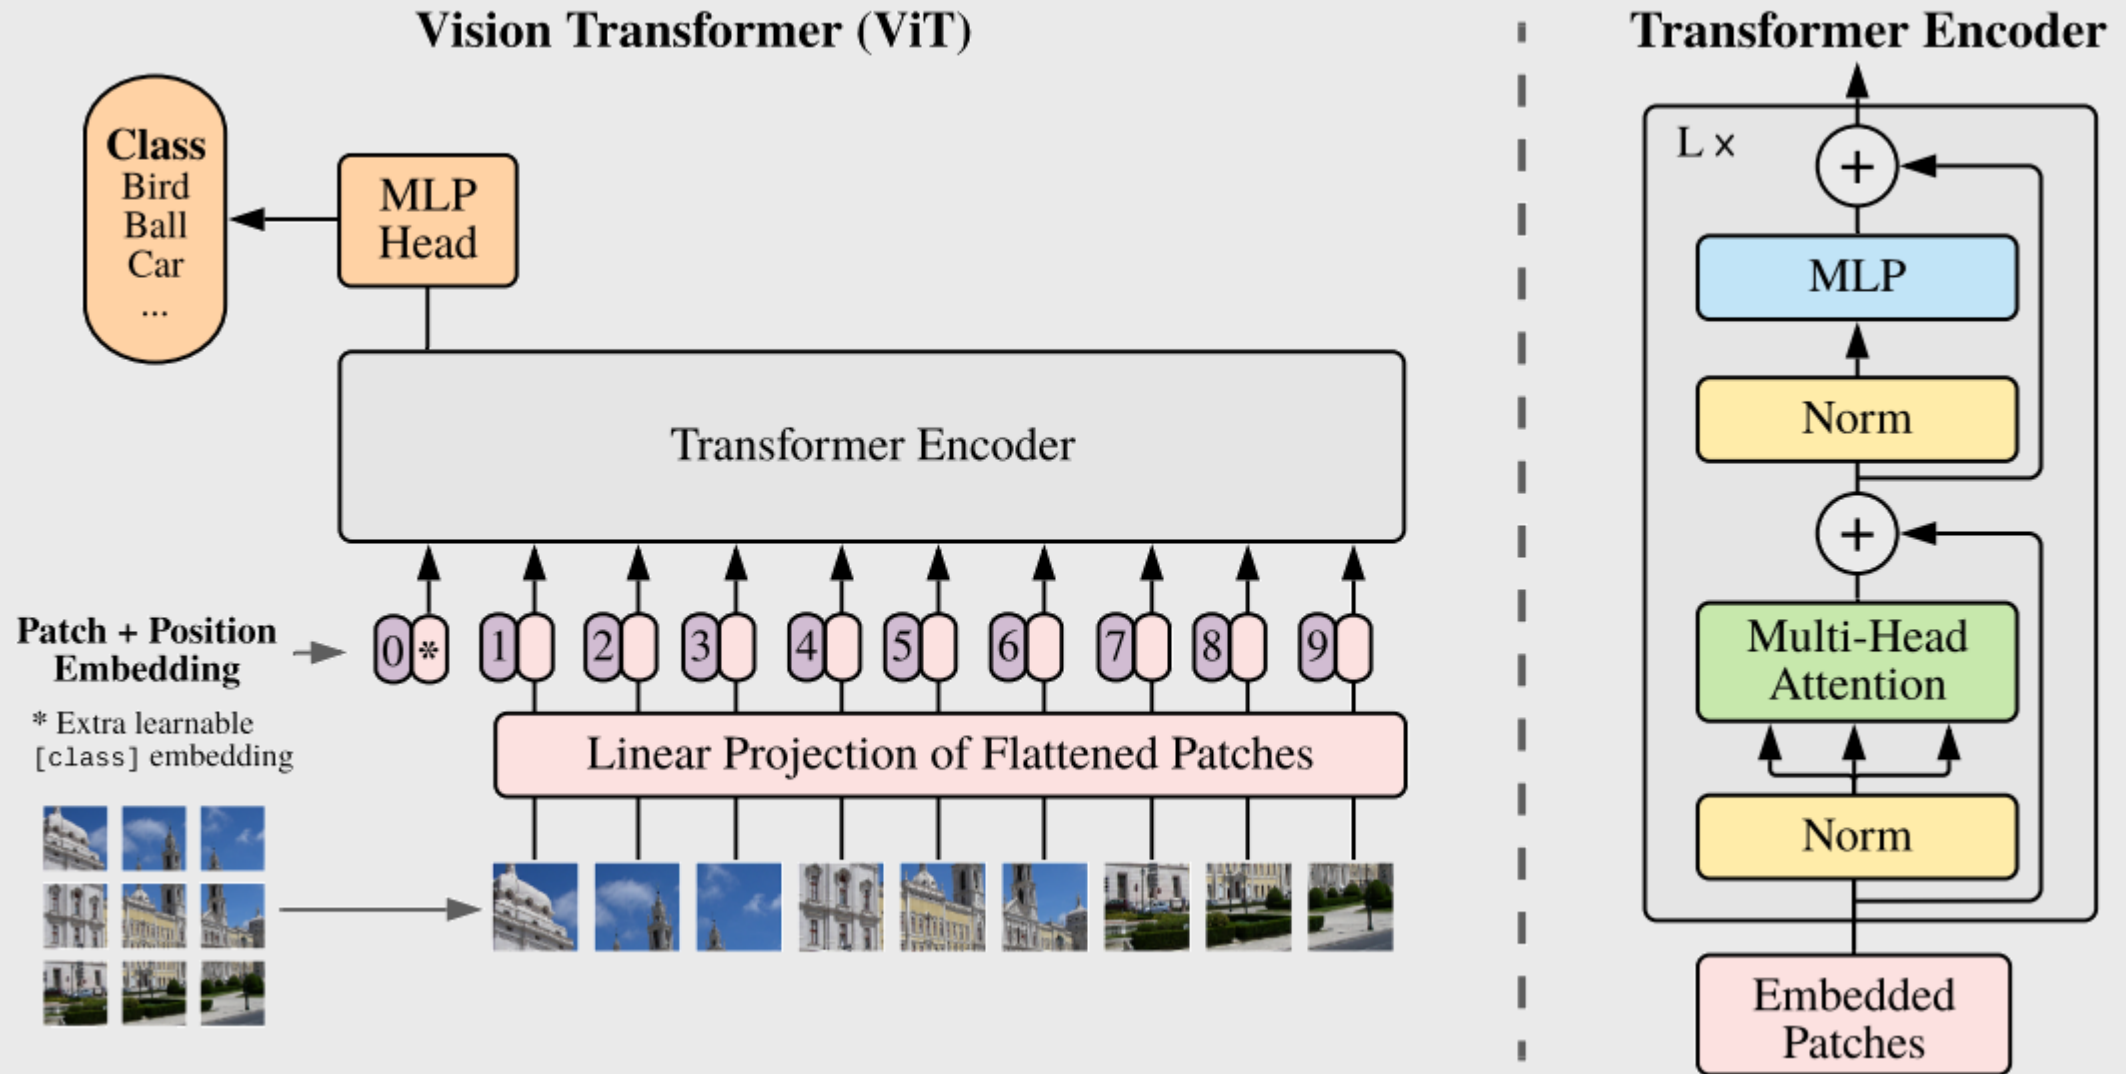 Vision Transformer (ViT)
Class
Bird
Ball
Car
...
MLP
Head
Transformer Encoder
Patch + Position
Embedding
0 * 1 2 3 4 5 6 7 8 9
* Extra learnable
[class] embedding
Linear Projection of Flattened Patches
Transformer Encoder
L x
+
MLP
Norm
+
Multi-Head
Attention
Norm
Embedded
Patches